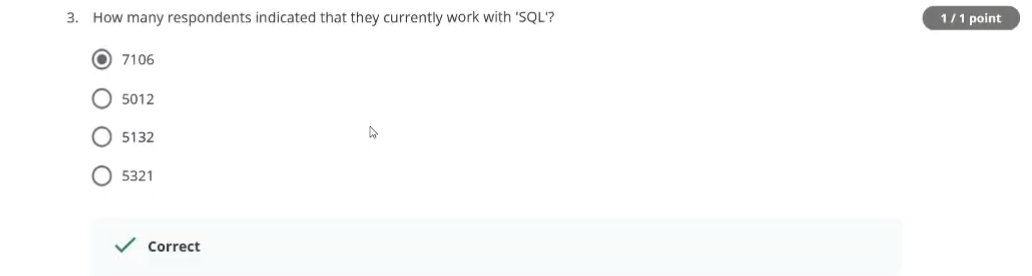 3. How many respondents indicated that they currently work with 'SQL'?
1 / 1 point
7106
5012
5132
5321
Correct